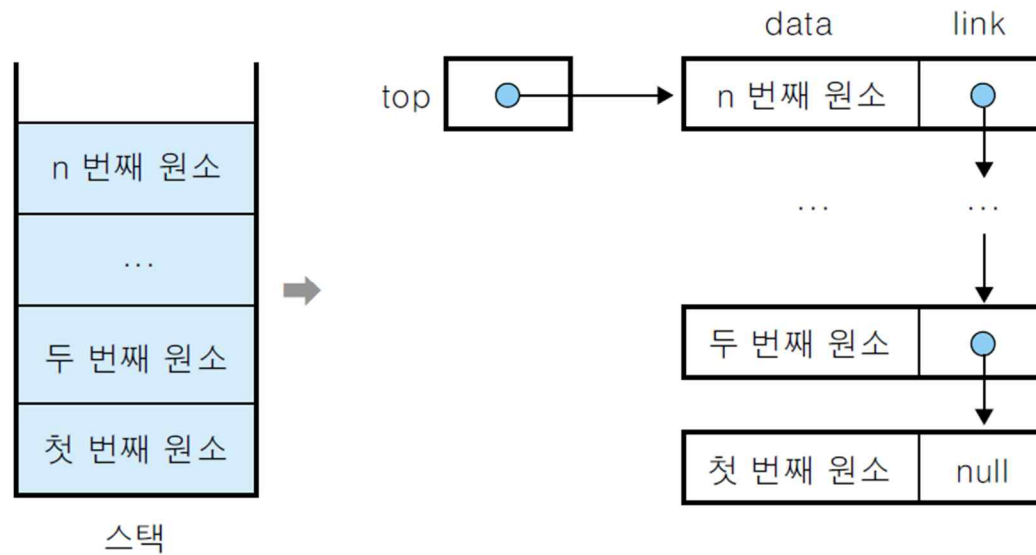 data link
top
n 번째 원소
n 번째 원소
...
...
...
두 번째 원소
두 번째 원소
첫 번째 원소
첫 번째 원소 null
스택